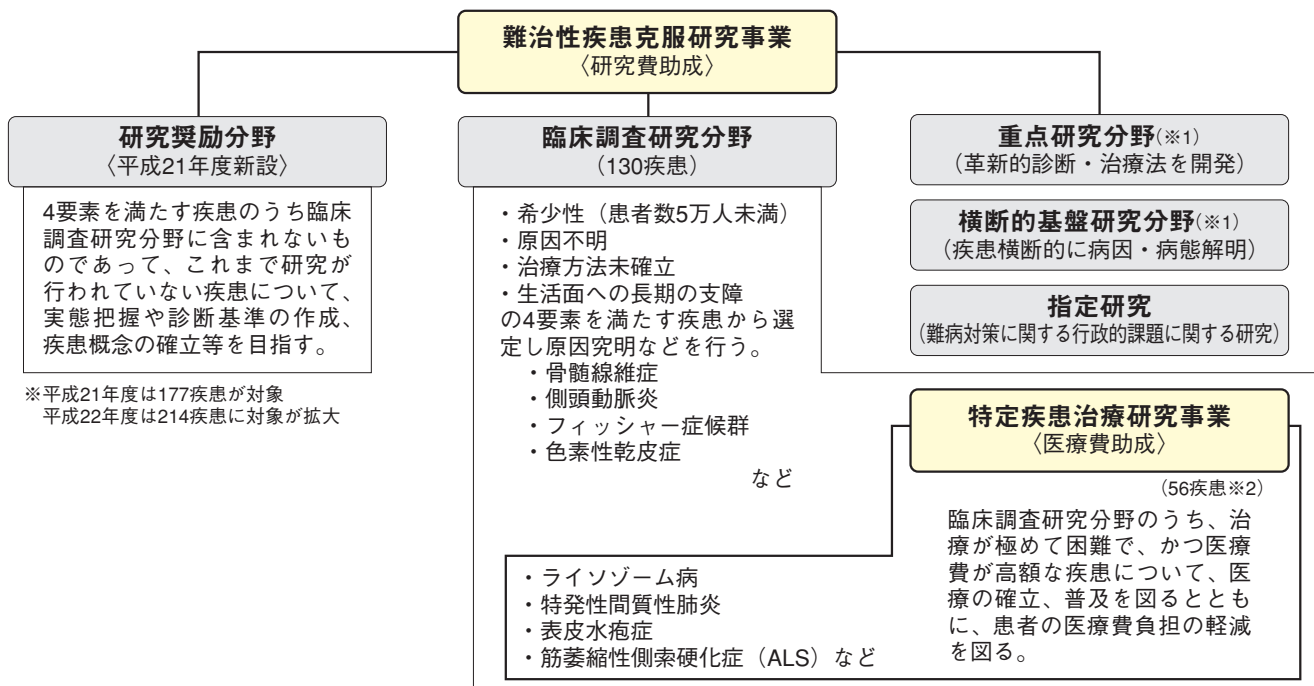 難治性疾患克服研究事業
〈研究費助成〉
研究奨励分野
〈平成21年度新設〉
4要素を満たす疾患のうち臨床
調査研究分野に含まれないも
のであって、これまで研究が
行われていない疾患について、
実態把握や診断基準の作成、
疾患概念の確立等を目指す。
※平成21年度は177疾患が対象
平成22年度は214疾患に対象が拡大
臨床調査研究分野
(130疾患)
・希少性（患者数5万人未満）
・原因不明
・治療方法未確立
・生活面への長期の支障
の4要素を満たす疾患から選
定し原因究明などを行う。
・骨髄線維症
・側頭動脈炎
・フィッシャー症候群
・色素性乾皮症
など
重点研究分野(※1)
(革新的診断・治療法を開発)
横断的基盤研究分野(※1)
(疾患横断的に病因・病態解明)
指定研究
(難病対策に関する行政的課題に関する研究)
特定疾患治療研究事業
〈医療費助成〉
(56疾患※2)
臨床調査研究分野のうち、治
療が極めて困難で、かつ医療
費が高額な疾患について、医
療の確立、普及を図るととも
に、患者の医療費負担の軽減
を図る。
・ライソゾーム病
・特発性間質性肺炎
・表皮水疱症
・筋萎縮性側索硬化症（ALS）など